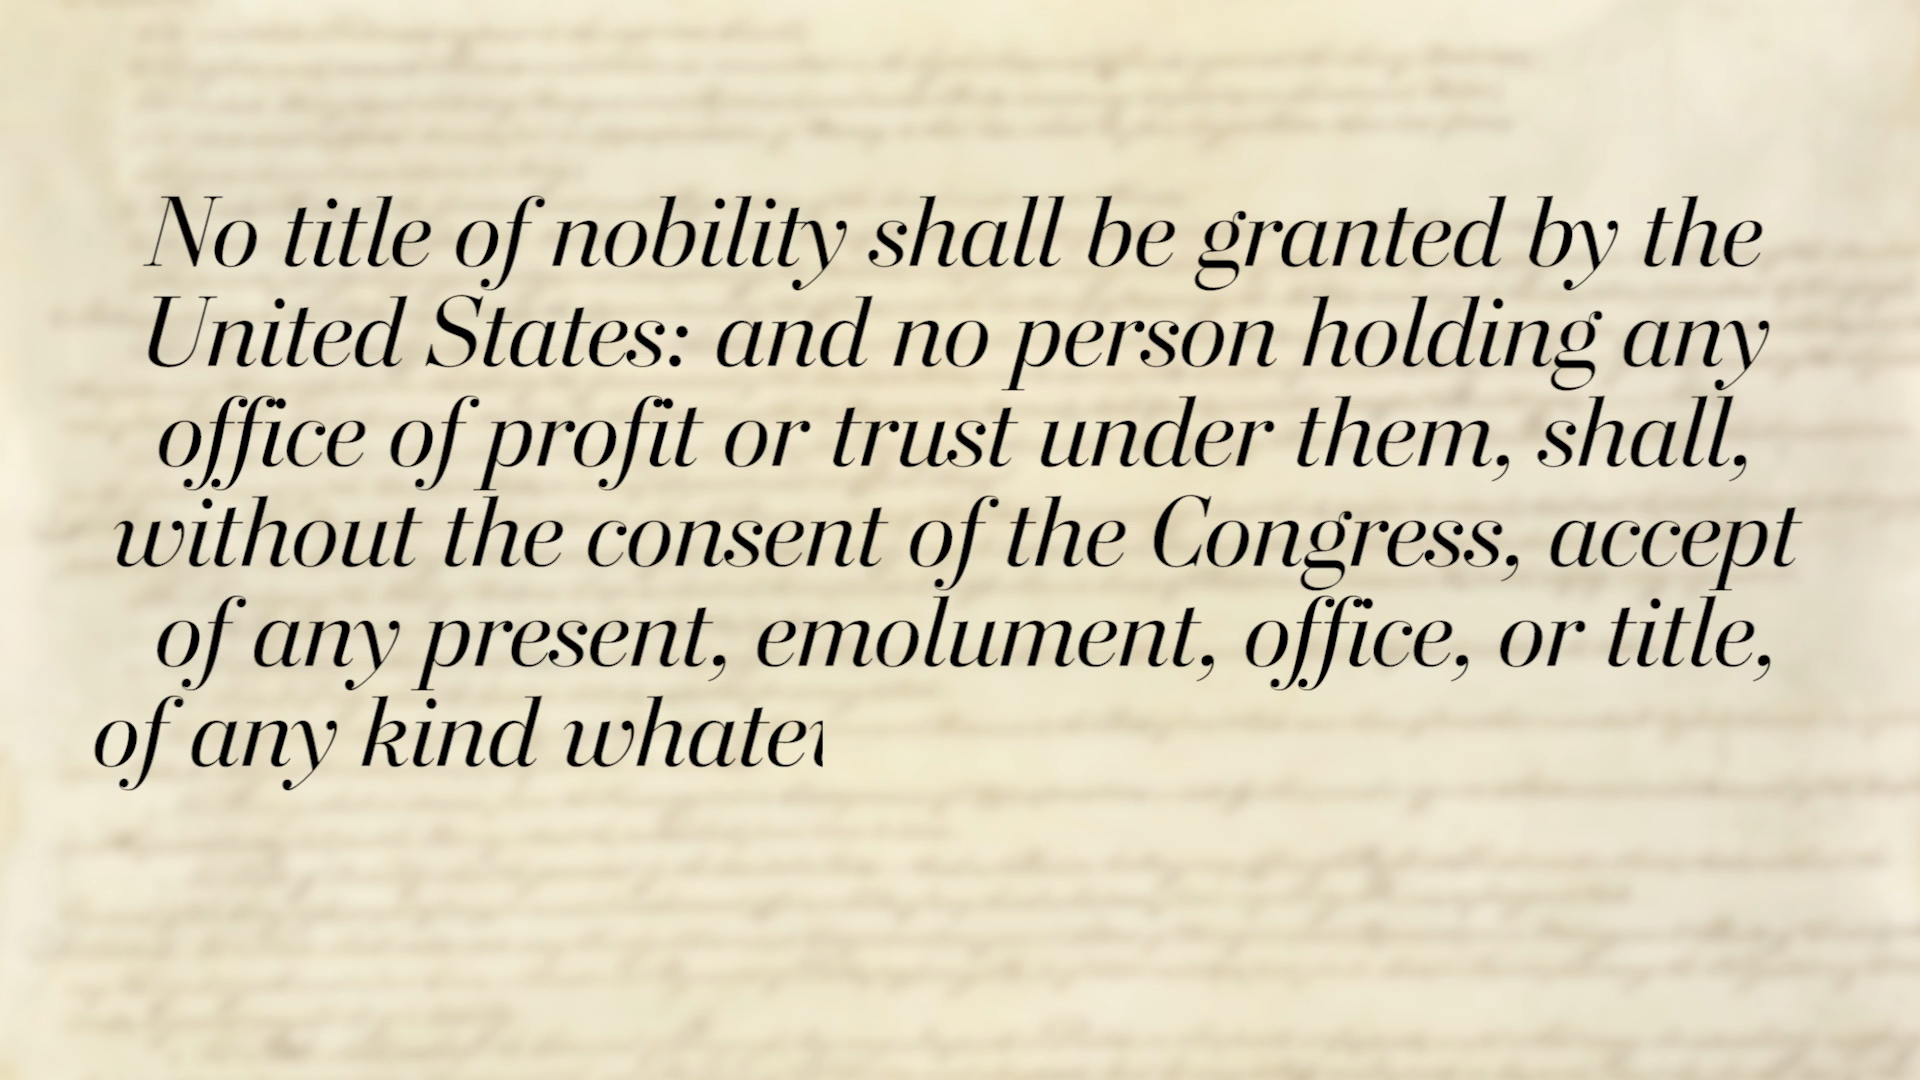 No title of nobility shall be granted by the
United States: and no person holding any
office of profit or trust under them, shall,
without the consent of the Congress, accept
of any present, emolument, office, or title,
of any kind whatev